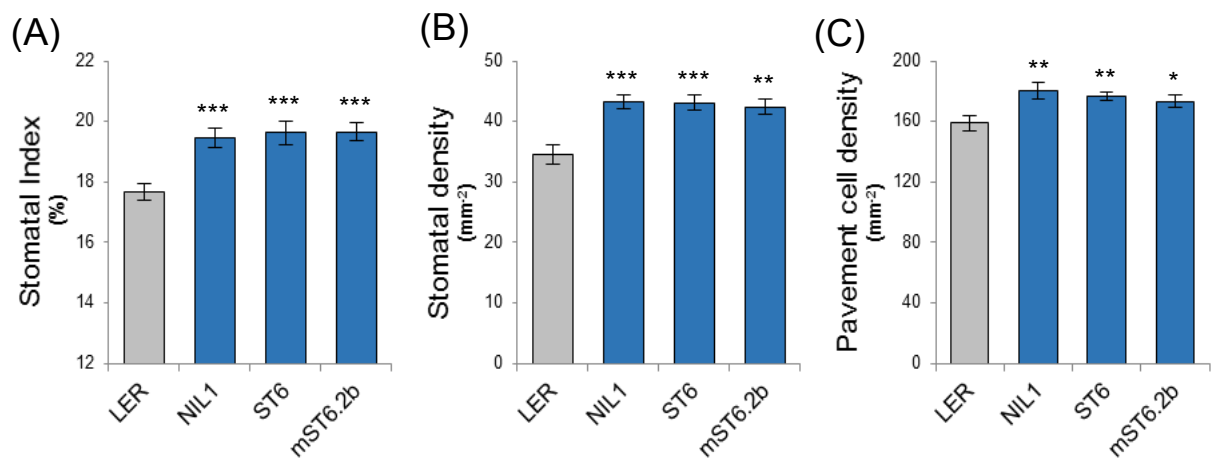 (A)
Stomatal Index
(%)
22
20
18
16
14
12
***
***
***
LER
NIL1
ST6
mST6.2b
(B)
Stomatal density
(mm-2)
50
40
30
20
10
0
***
***
**
LER
NIL1
ST6
mST6.2b
(C)
Pavement cell density
(mm-2)
200
160
120
80
40
0
**
**
*
LER
NIL1
ST6
mST6.2b